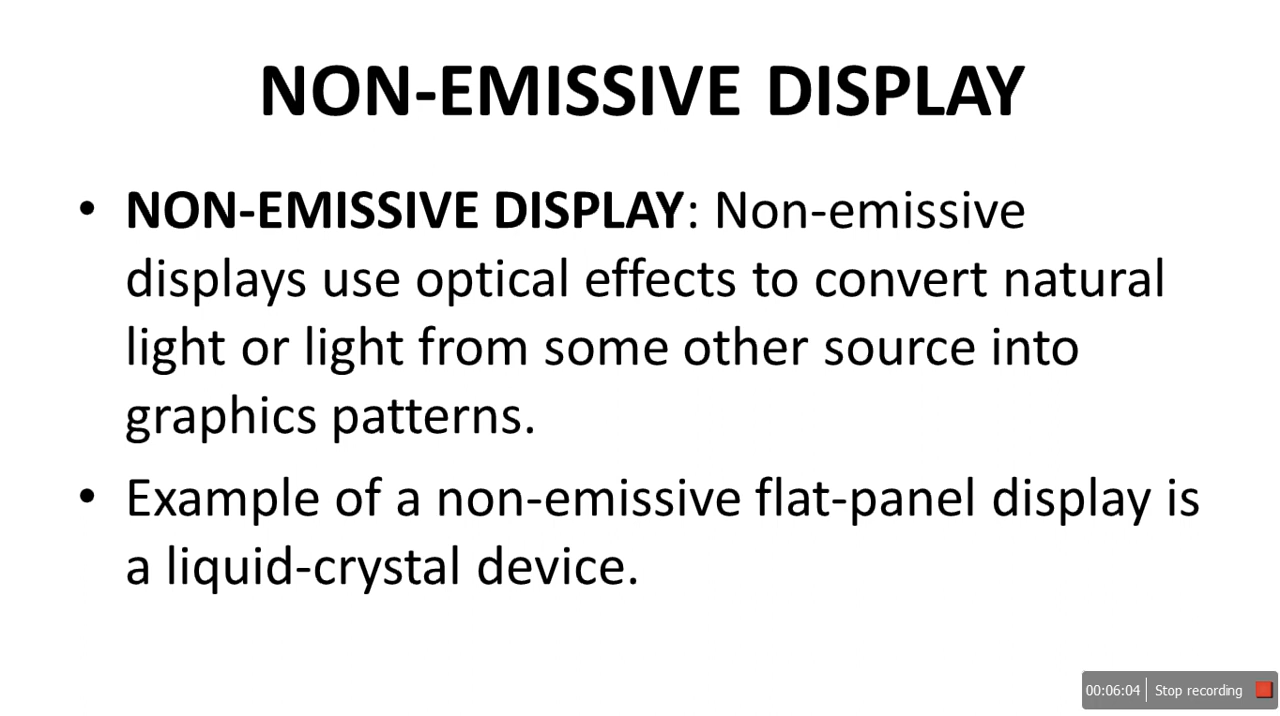 NON-EMISSIVE DISPLAY
• NON-EMISSIVE DISPLAY: Non-emissive
displays use optical effects to convert natural
light or light from some other source into
graphics patterns.
• Example of a non-emissive flat-panel display is
a liquid-crystal device.
00:06:04 Stop recording